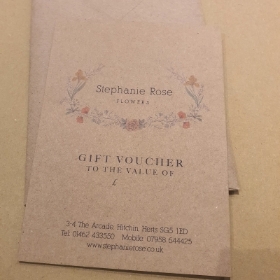 Stephanie Rose
FLOWERS
GIFT VOUCHER
TO THE VALUE OF
£
3-4 The Arcade, Hitchin, Herts SG5 1ED
Tel: 01462 433530 Mobile: 07958 544425
www.stephanierose.co.uk